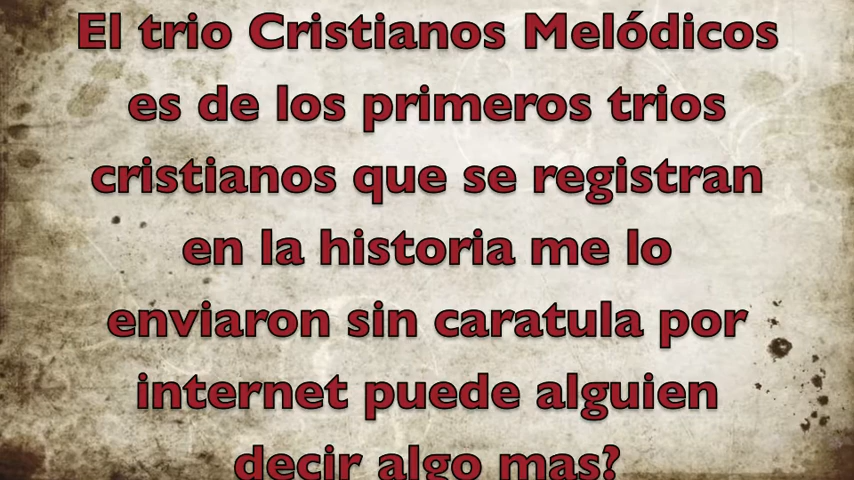 El trio Cristianos Melódicos
es de los primeros trios
cristianos que se registran
en la historia me lo
enviaron sin caratula por
internet puede alguien
decir algo mas?